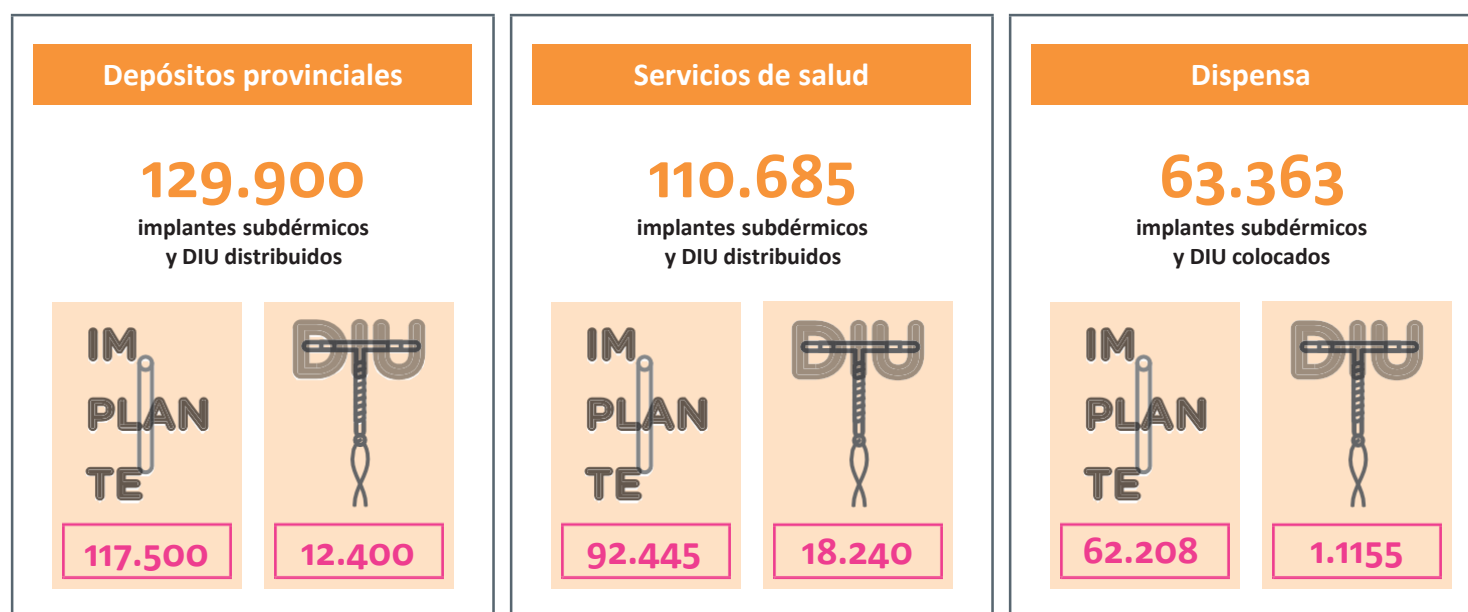 Depósitos provinciales
129.900
implantes subdérmicos
y DIU distribuidos
IM
PLAN
TE
117.500
DIU
12.400
Servicios de salud
110.685
implantes subdérmicos
y DIU distribuidos
IM
PLAN
TE
92.445
DIU
18.240
Dispensa
63.363
implantes subdérmicos
y DIU colocados
IM
PLAN
TE
62.208
DIU
1.1155